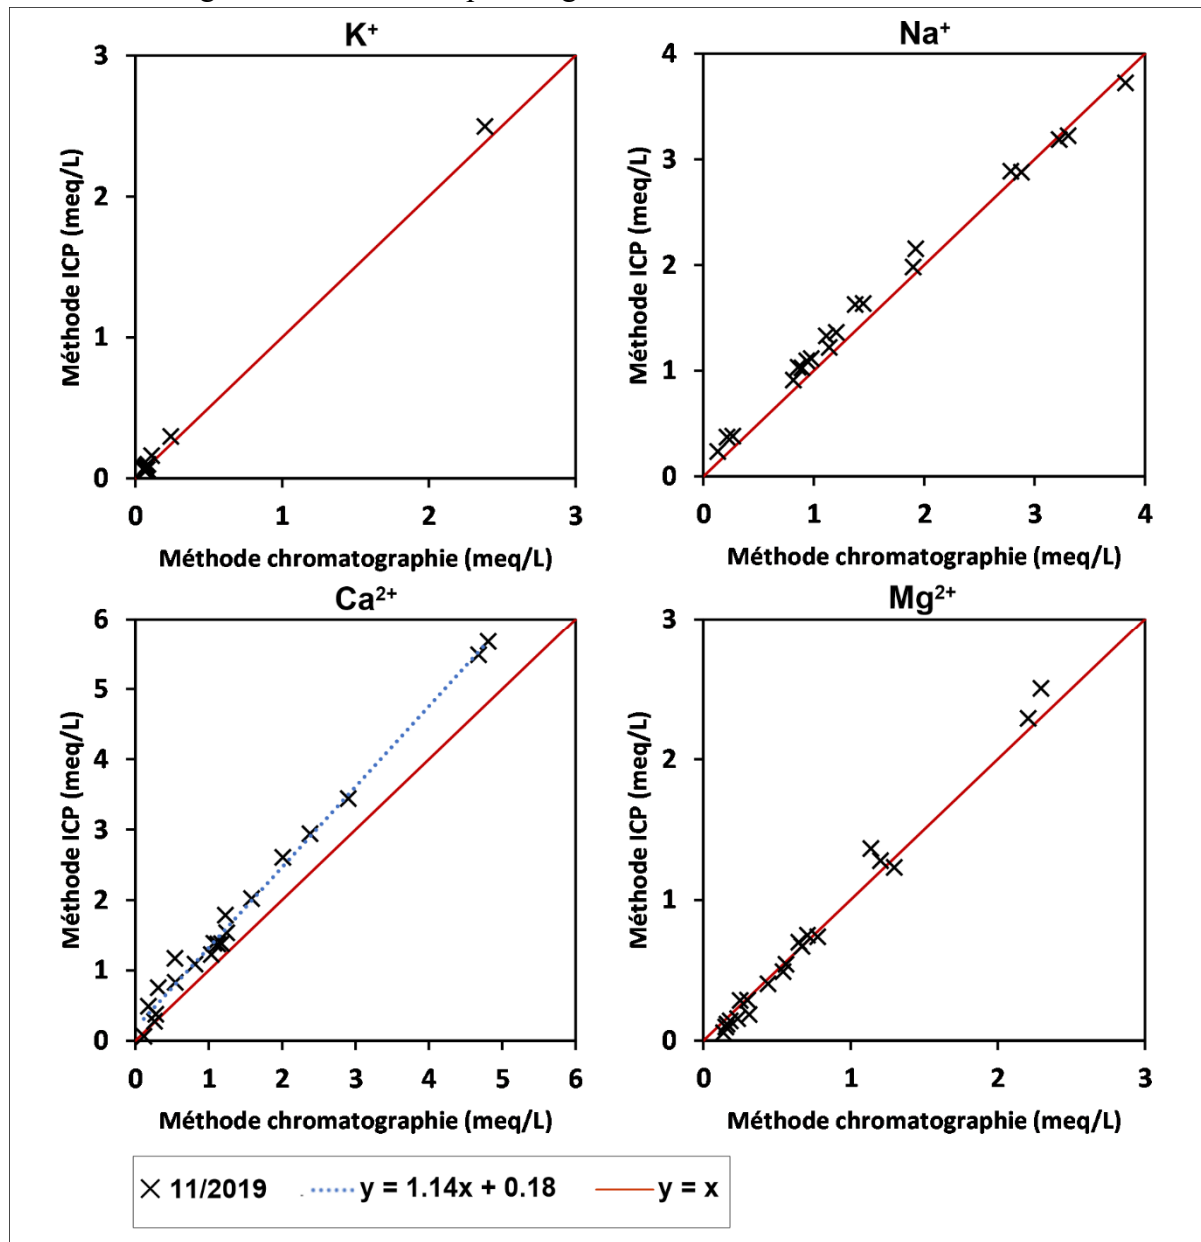 K⁺
3
2
1
0
0 1 2 3
Méthode ICP (meq/L)
Méthode chromatographie (meq/L)
Na⁺
4
3
2
1
0
0 1 2 3 4
Méthode ICP (meq/L)
Méthode chromatographie (meq/L)
Ca²⁺
6
5
4
3
2
1
0
0 1 2 3 4 5 6
Méthode ICP (meq/L)
Méthode chromatographie (meq/L)
Mg²⁺
3
2
1
0
0 1 2 3
Méthode ICP (meq/L)
Méthode chromatographie (meq/L)
11/2019 y = 1.14x + 0.18 y = x